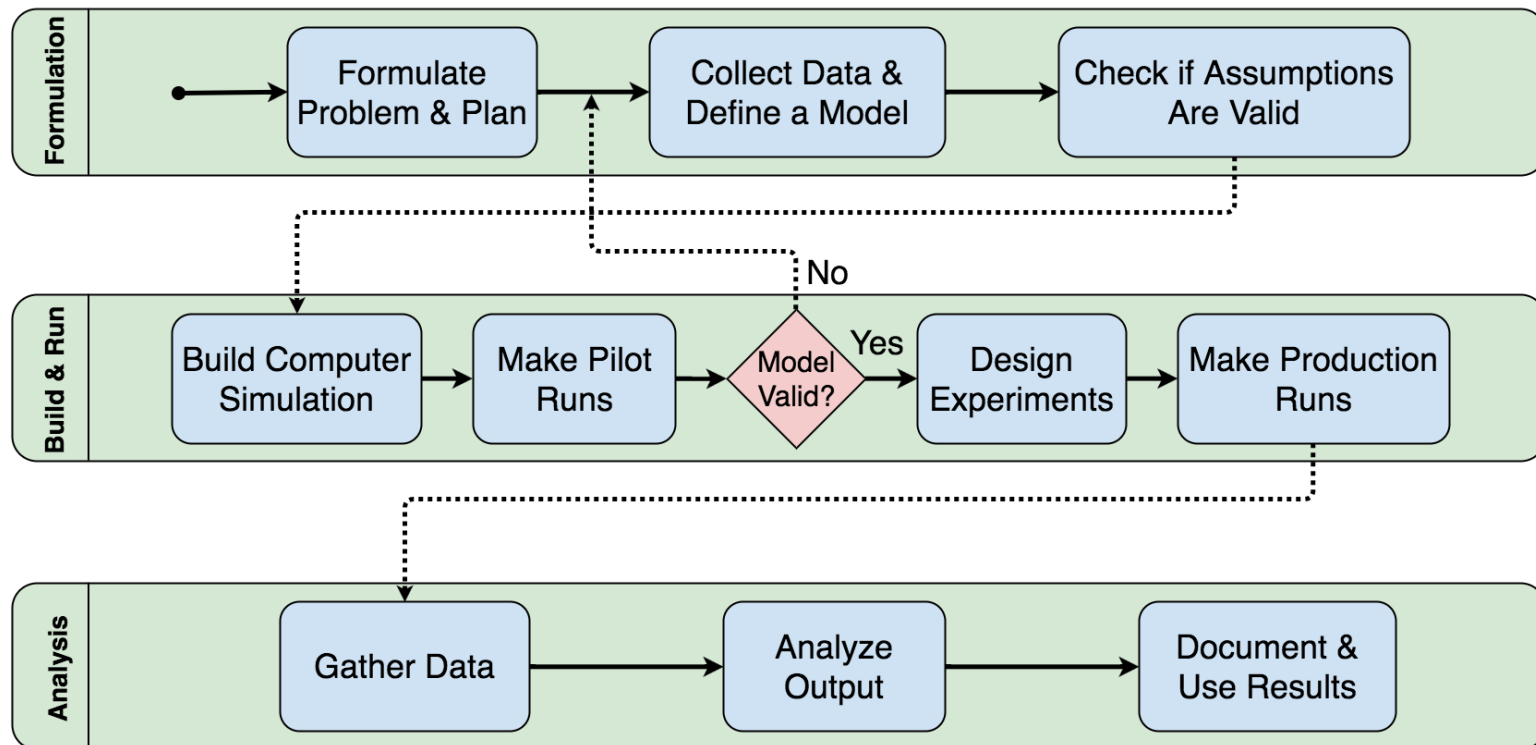 Formulation
Formulate
Problem & Plan
Collect Data &
Define a Model
Check if Assumptions
Are Valid
No
Build & Run
Build Computer
Simulation
Make Pilot
Runs
Model
Valid?
Yes
Design
Experiments
Make Production
Runs
Analysis
Gather Data
Analyze
Output
Document &
Use Results